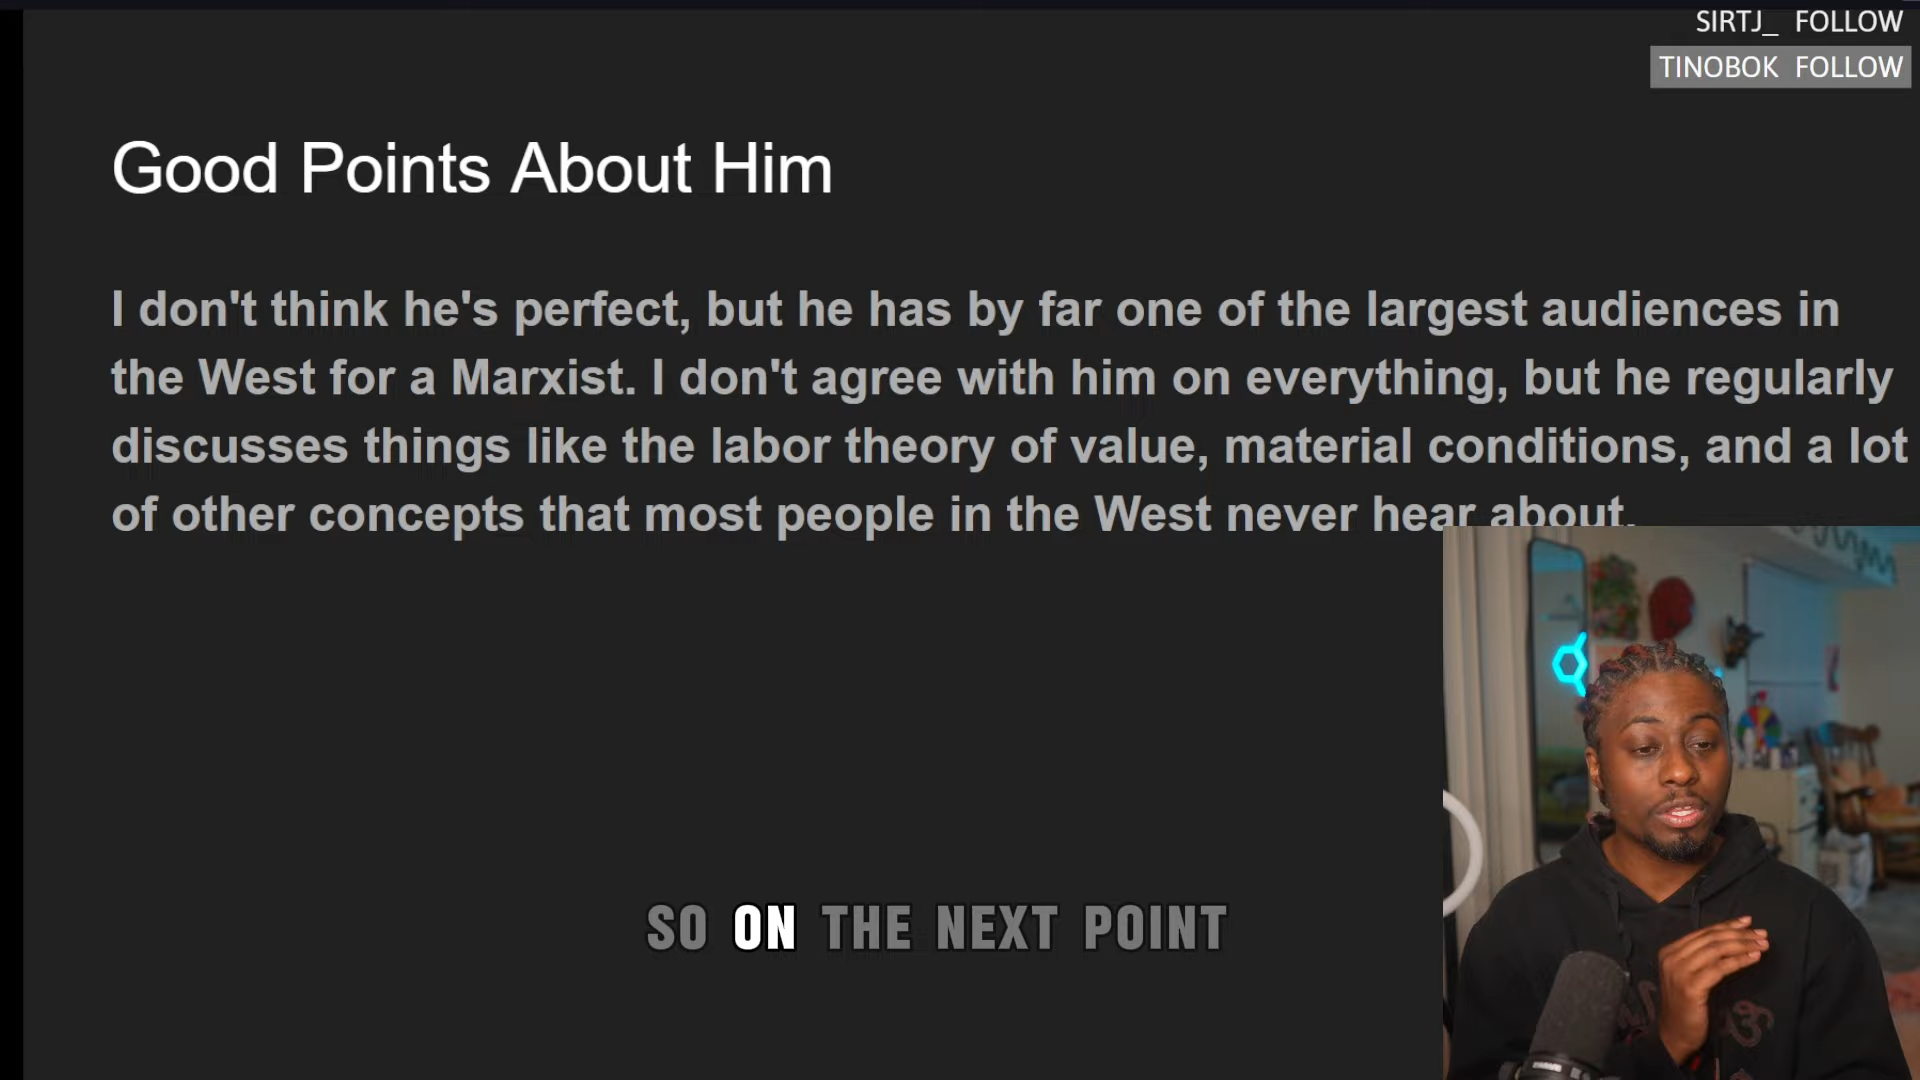 SIRTJ_ FOLLOW
TINOBOK FOLLOW
Good Points About Him
I don't think he's perfect, but he has by far one of the largest audiences in
the West for a Marxist. I don't agree with him on everything, but he regularly
discusses things like the labor theory of value, material conditions, and a lot
of other concepts that most people in the West never hear about.
SO ON THE NEXT POINT